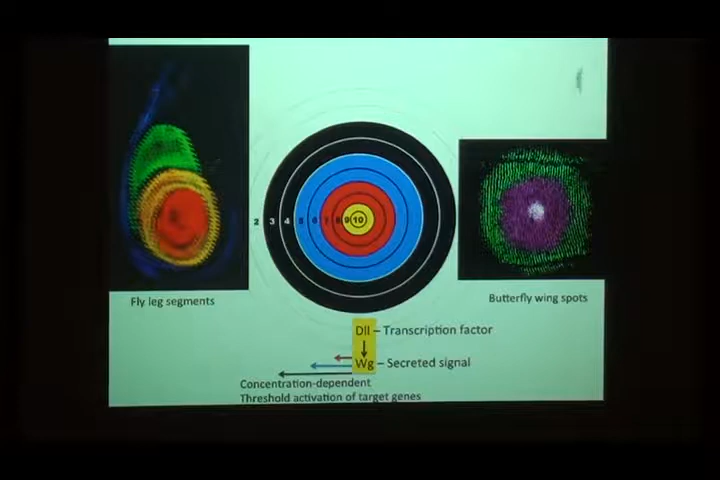 2 3 4 5 6 7 8 9 10
Fly leg segments
Butterfly wing spots
Dll – Transcription factor
Wg – Secreted signal
Concentration-dependent
Threshold activation of target genes